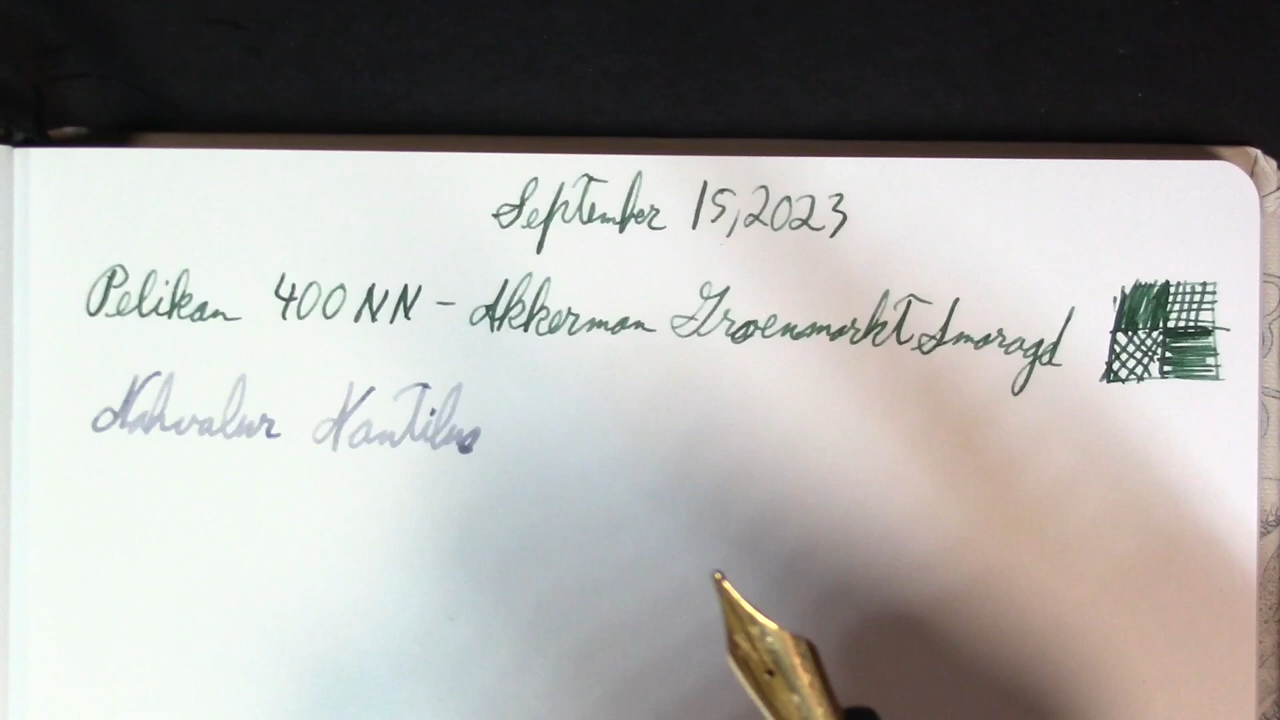 September 15, 2023
Pelikan 400NN - Akkerman Groenmarkt Smaragd
Nahvalur Nautilus